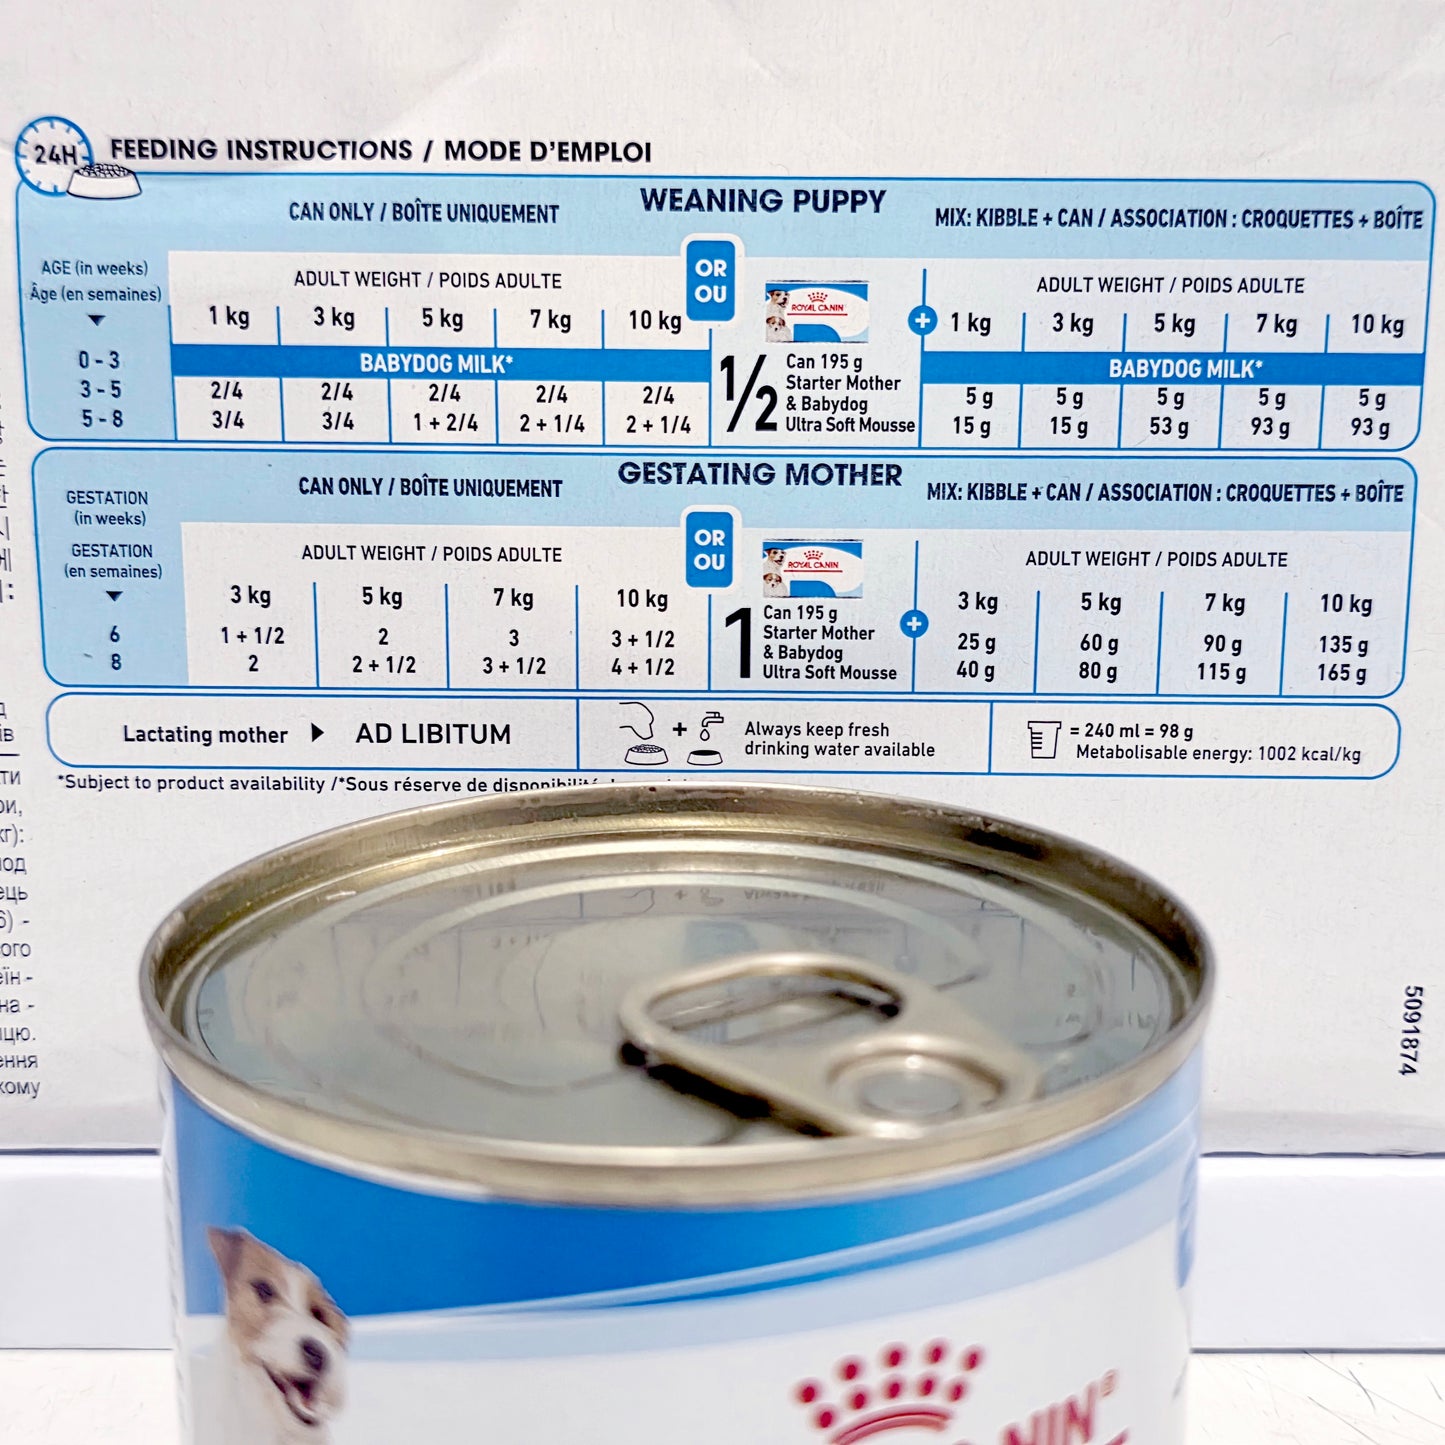 24H FEEDING INSTRUCTIONS / MODE D'EMPLOI
WEANING PUPPY
CAN ONLY / BOÎTE UNIQUEMENT
MIX: KIBBLE + CAN / ASSOCIATION : CROQUETTES + BOÎTE
AGE (in weeks)
Âge (en semaines)
ADULT WEIGHT / POIDS ADULTE
1 kg 3 kg 5 kg 7 kg 10 kg
BABYDOG MILK*
0 - 3
3 - 5 2/4 2/4 2/4 2/4 2/4
5 - 8 3/4 3/4 1 + 2/4 2 + 1/4 2 + 1/4
OR
OU
ROYAL CANIN
1/2 Can 195 g
Starter Mother
& Babydog
Ultra Soft Mousse
+
ADULT WEIGHT / POIDS ADULTE
1 kg 3 kg 5 kg 7 kg 10 kg
BABYDOG MILK*
5 g 5 g 5 g 5 g 5 g
15 g 15 g 53 g 93 g 93 g
GESTATING MOTHER
CAN ONLY / BOÎTE UNIQUEMENT
MIX: KIBBLE + CAN / ASSOCIATION : CROQUETTES + BOÎTE
GESTATION
(in weeks)
GESTATION
(en semaines)
ADULT WEIGHT / POIDS ADULTE
3 kg 5 kg 7 kg 10 kg
6 1 + 1/2 2 3 3 + 1/2
8 2 2 + 1/2 3 + 1/2 4 + 1/2
OR
OU
ROYAL CANIN
1 Can 195 g
Starter Mother
& Babydog
Ultra Soft Mousse
+
ADULT WEIGHT / POIDS ADULTE
3 kg 5 kg 7 kg 10 kg
25 g 60 g 90 g 135 g
40 g 80 g 115 g 165 g
Lactating mother AD LIBITUM
+
Always keep fresh
drinking water available
= 240 ml = 98 g
Metabolisable energy: 1002 kcal/kg
*Subject to product availability /*Sous réserve de
5091874